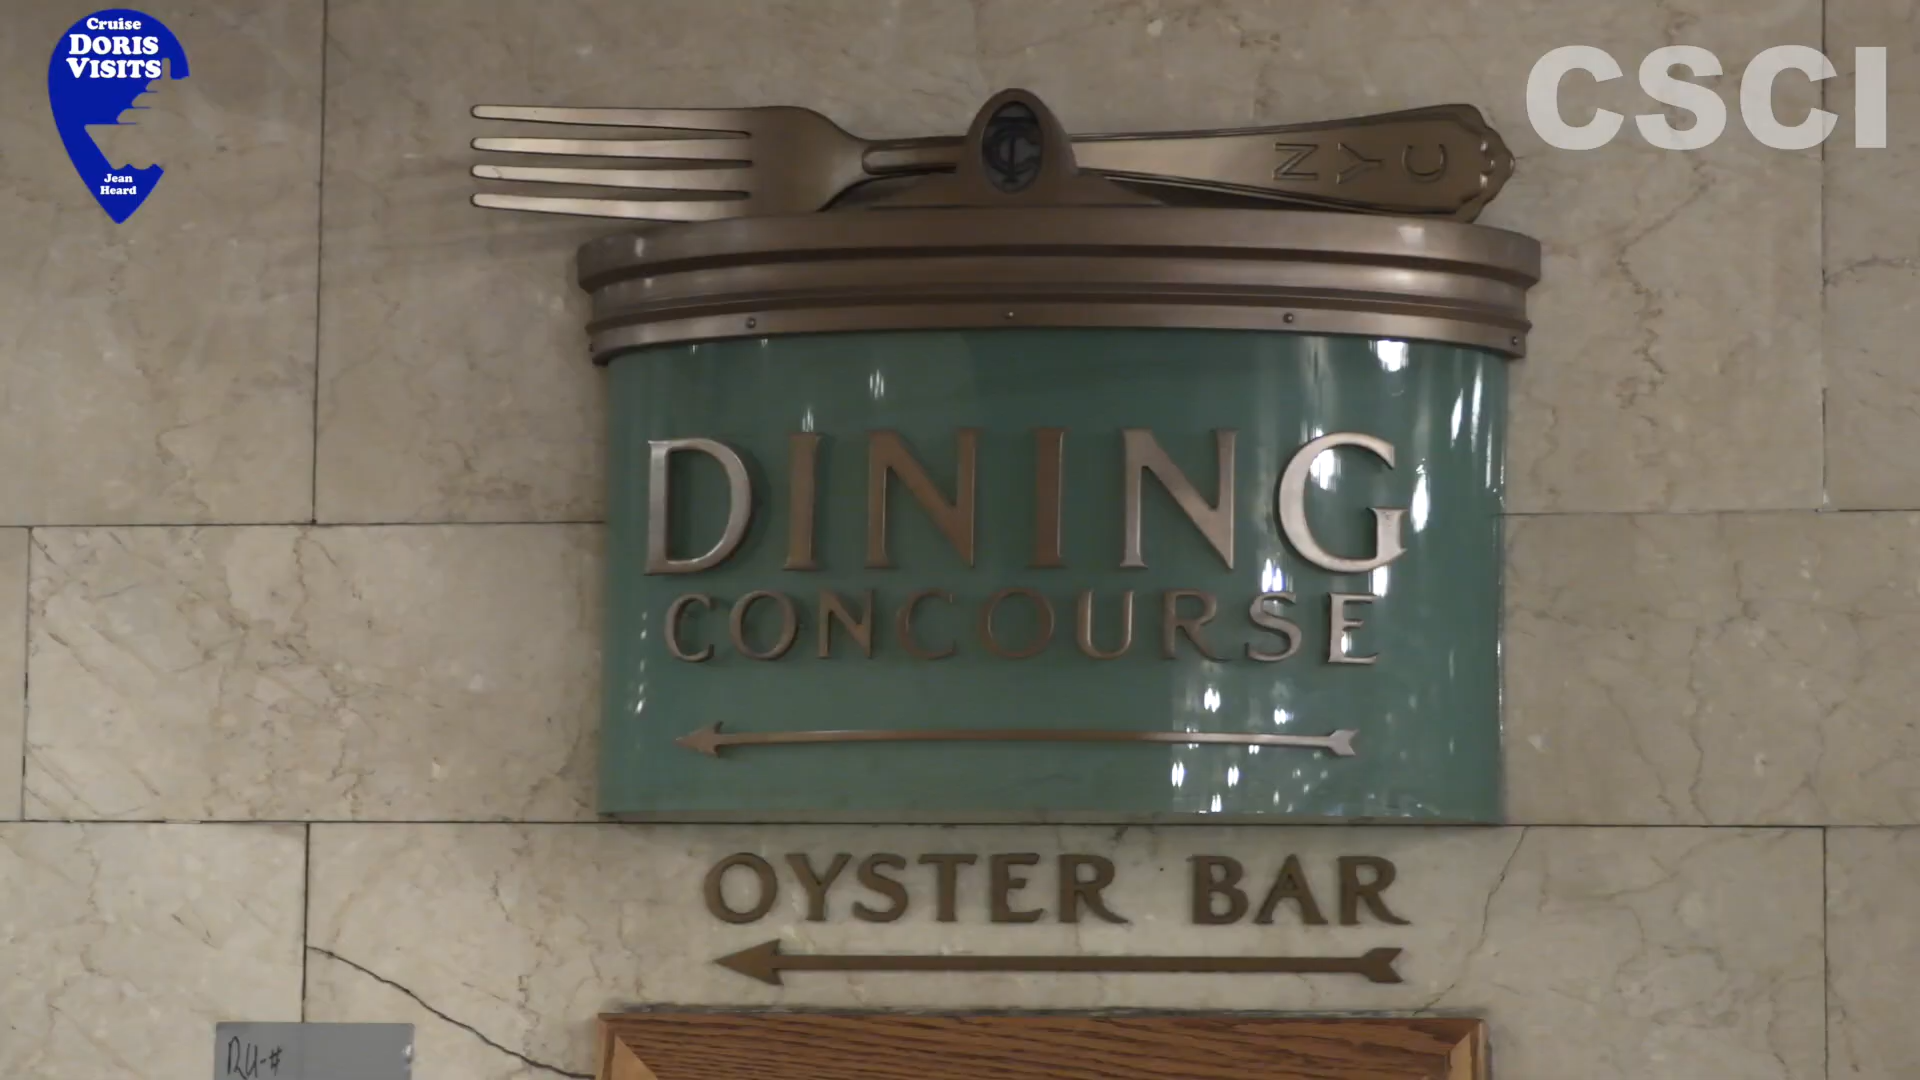 Cruise
DORIS
VISITS
Jean
Heard
CSCI
NYC
DINING
CONCOURSE
OYSTER BAR